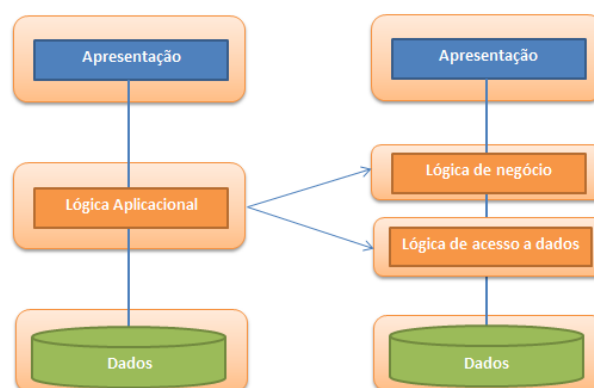 Apresentação
Lógica Aplicacional
Dados
Apresentação
Lógica de negócio
Lógica de acesso a dados
Dados